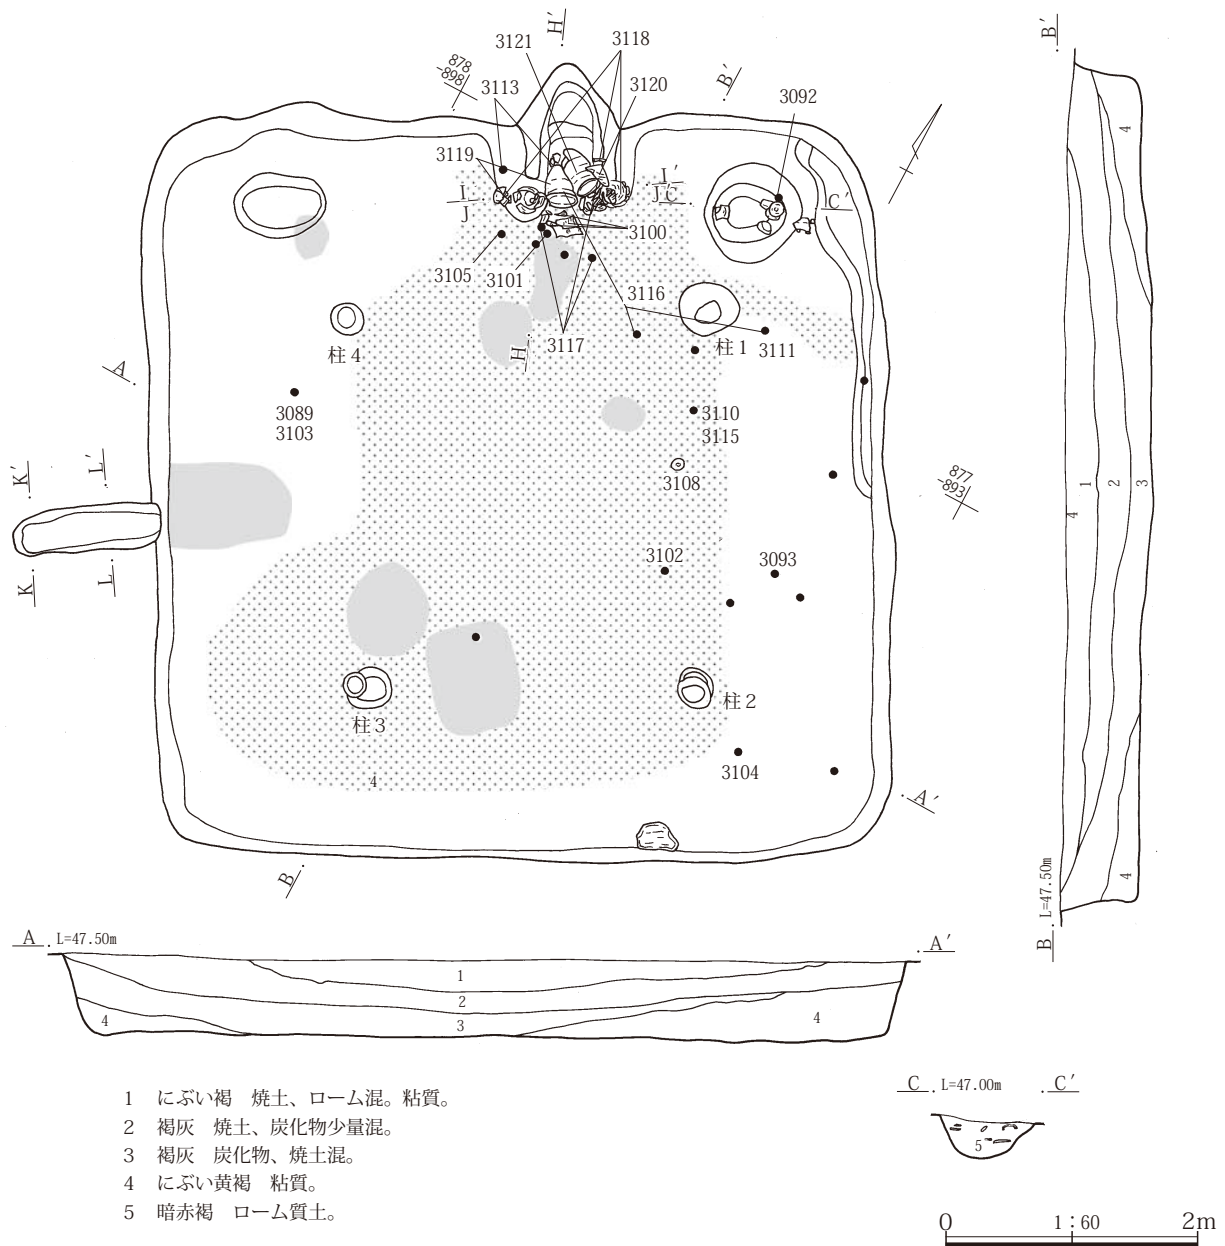 H′
3121
3118
878
-898
3113
3120
B′
3092
B′
3119
I
I′
J
J′
C
C′
3100
3105
3101
3116
柱4
3117
柱1
3111
H
A
3089
3103
3110
3115
3108
K′
L′
877
-893
K
L
3102
3093
柱3
柱2
4
3104
A′
B
4
1
2
3
4
4
B
L=47.50m
A
L=47.50m
A′
1
2
3
4
4
C
L=47.00m
C′
5
1 にぶい褐 焼土、ローム混。粘質。
2 褐灰 焼土、炭化物少量混。
3 褐灰 炭化物、焼土混。
4 にぶい黄褐 粘質。
5 暗赤褐 ローム質土。
0 1:60 2m